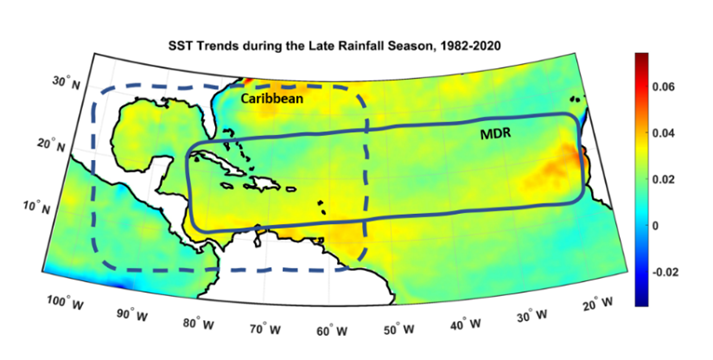 SST Trends during the Late Rainfall Season, 1982-2020
30°N
20°N
10°N
Caribbean
MDR
100°W
90°W
80°W
70°W
60°W
50°W
40°W
30°W
20°W
0.06
0.04
0.02
0
-0.02